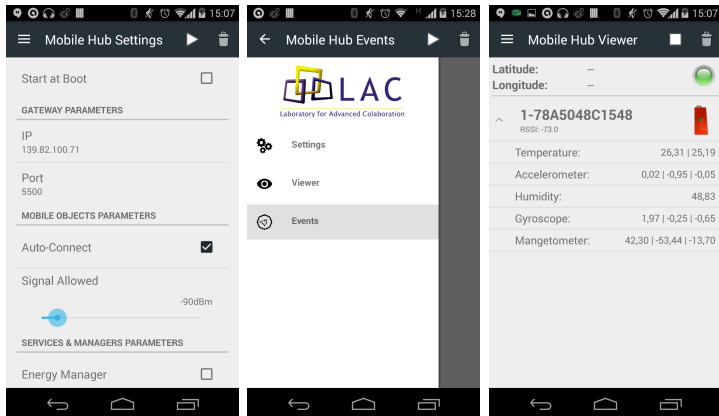 15:07
Mobile Hub Settings
Start at Boot
GATEWAY PARAMETERS
IP
139.82.100.71
Port
5500
MOBILE OBJECTS PARAMETERS
Auto-Connect
Signal Allowed
-90dBm
SERVICES & MANAGERS PARAMETERS
Energy Manager
H 15:28
Mobile Hub Events
LAC
Laboratory for Advanced Colaboration
Settings
Viewer
Events
15:07
Mobile Hub Viewer
Latitude: --
Longitude: --
1-78A5048C1548
RSSI: -73.0
Temperature: 26,31 | 25,19
Accelerometer: 0,02 | -0,95 | -0,05
Humidity: 48,83
Gyroscope: 1,97 | -0,25 | -0,65
Mangetometer: 42,30 | -53,44 | -13,70